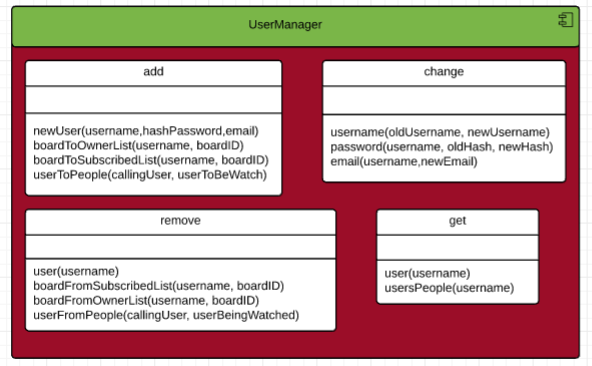 UserManager
add
newUser(username,hashPassword,email)
boardToOwnerList(username, boardID)
boardToSubscribedList(username, boardID)
userToPeople(callingUser, userToBeWatch)
change
username(oldUsername, newUsername)
password(username, oldHash, newHash)
email(username,newEmail)
remove
user(username)
boardFromSubscribedList(username, boardID)
boardFromOwnerList(username, boardID)
userFromPeople(callingUser, userBeingWatched)
get
user(username)
usersPeople(username)